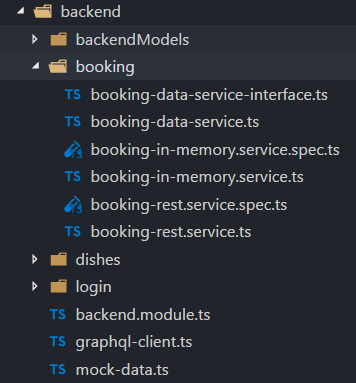 backend
backendModels
booking
TS booking-data-service-interface.ts
TS booking-data-service.ts
booking-in-memory.service.spec.ts
TS booking-in-memory.service.ts
booking-rest.service.spec.ts
TS booking-rest.service.ts
dishes
login
TS backend.module.ts
TS graphql-client.ts
TS mock-data.ts